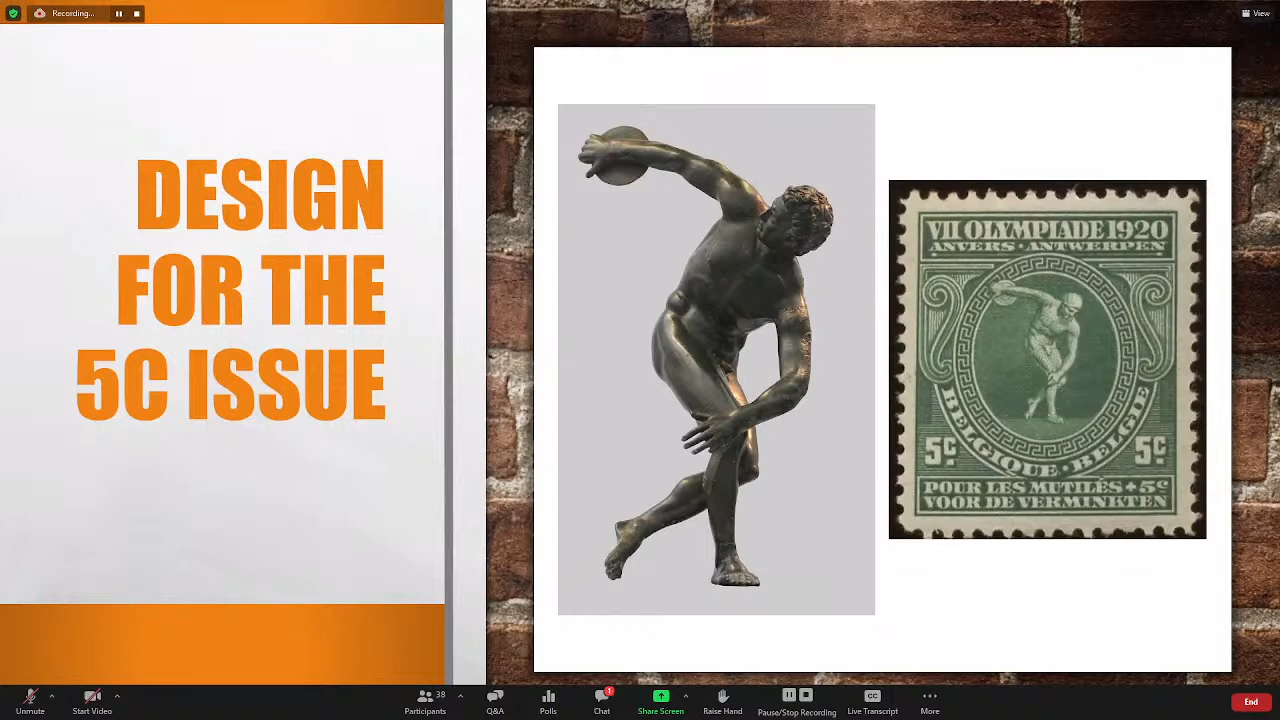 Recording...
View
DESIGN
FOR THE
5C ISSUE
VII OLYMPIADE 1920
ANVERS · ANTWERPEN
BELGIQUE · BELGIE
5C 5C
POUR LES MUTILÉS + 5C
VOOR DE VERMINKTEN
Unmute
Start Video
38
Participants
Q&A
Polls
1
Chat
Share Screen
Raise Hand
Pause/Stop Recording
CC
Live Transcript
More
End